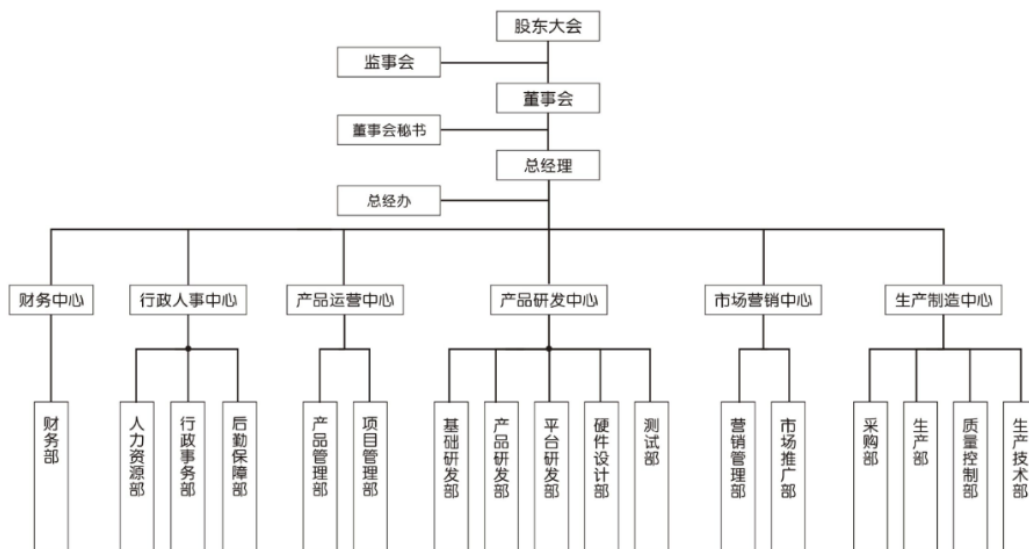 股东大会
监事会
董事会
董事会秘书
总经理
总经办
财务中心
行政人事中心
产品运营中心
产品研发中心
市场营销中心
生产制造中心
财务部
人力资源部
行政事务部
后勤保障部
产品管理部
项目管理部
基础研发部
产品研发部
平台研发部
硬件设计部
测试部
营销管理部
市场推广部
采购部
生产部
质量控制部
生产技术部